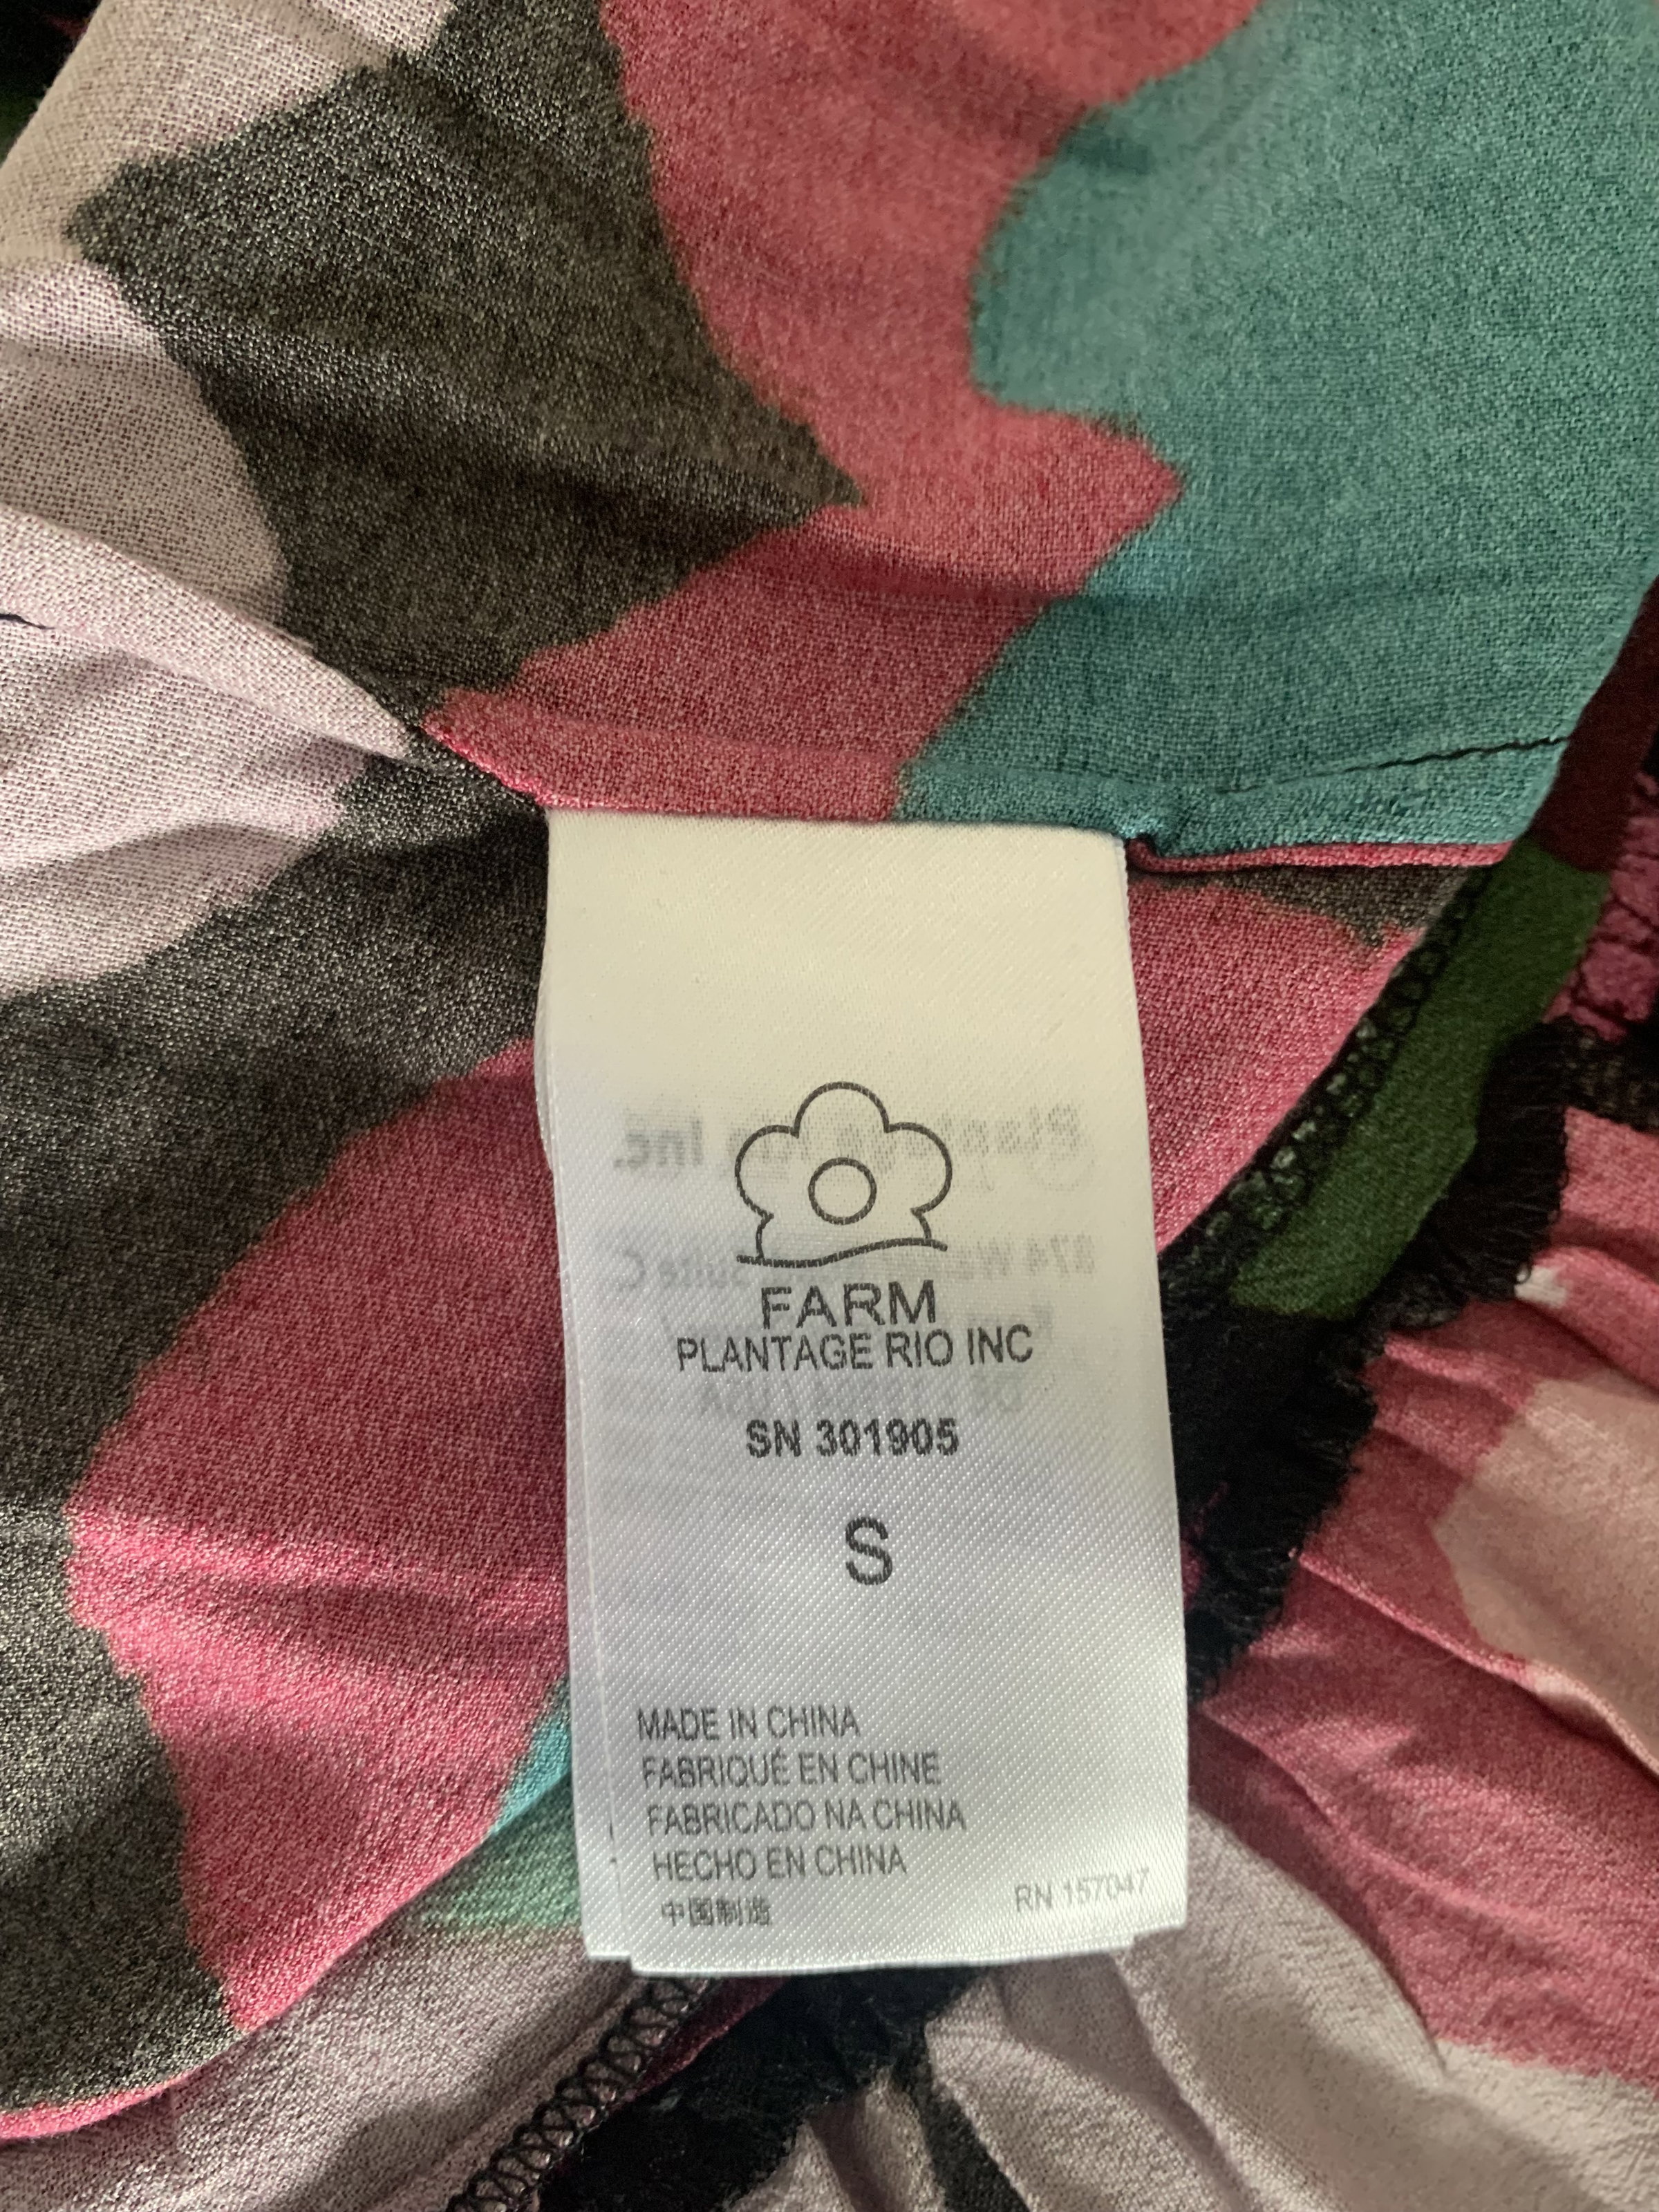 FARM
PLANTAGE RIO INC
SN 301905
S
MADE IN CHINA
FABRIQUÉ EN CHINE
FABRICADO NA CHINA
HECHO EN CHINA
中国制造
RN 157047